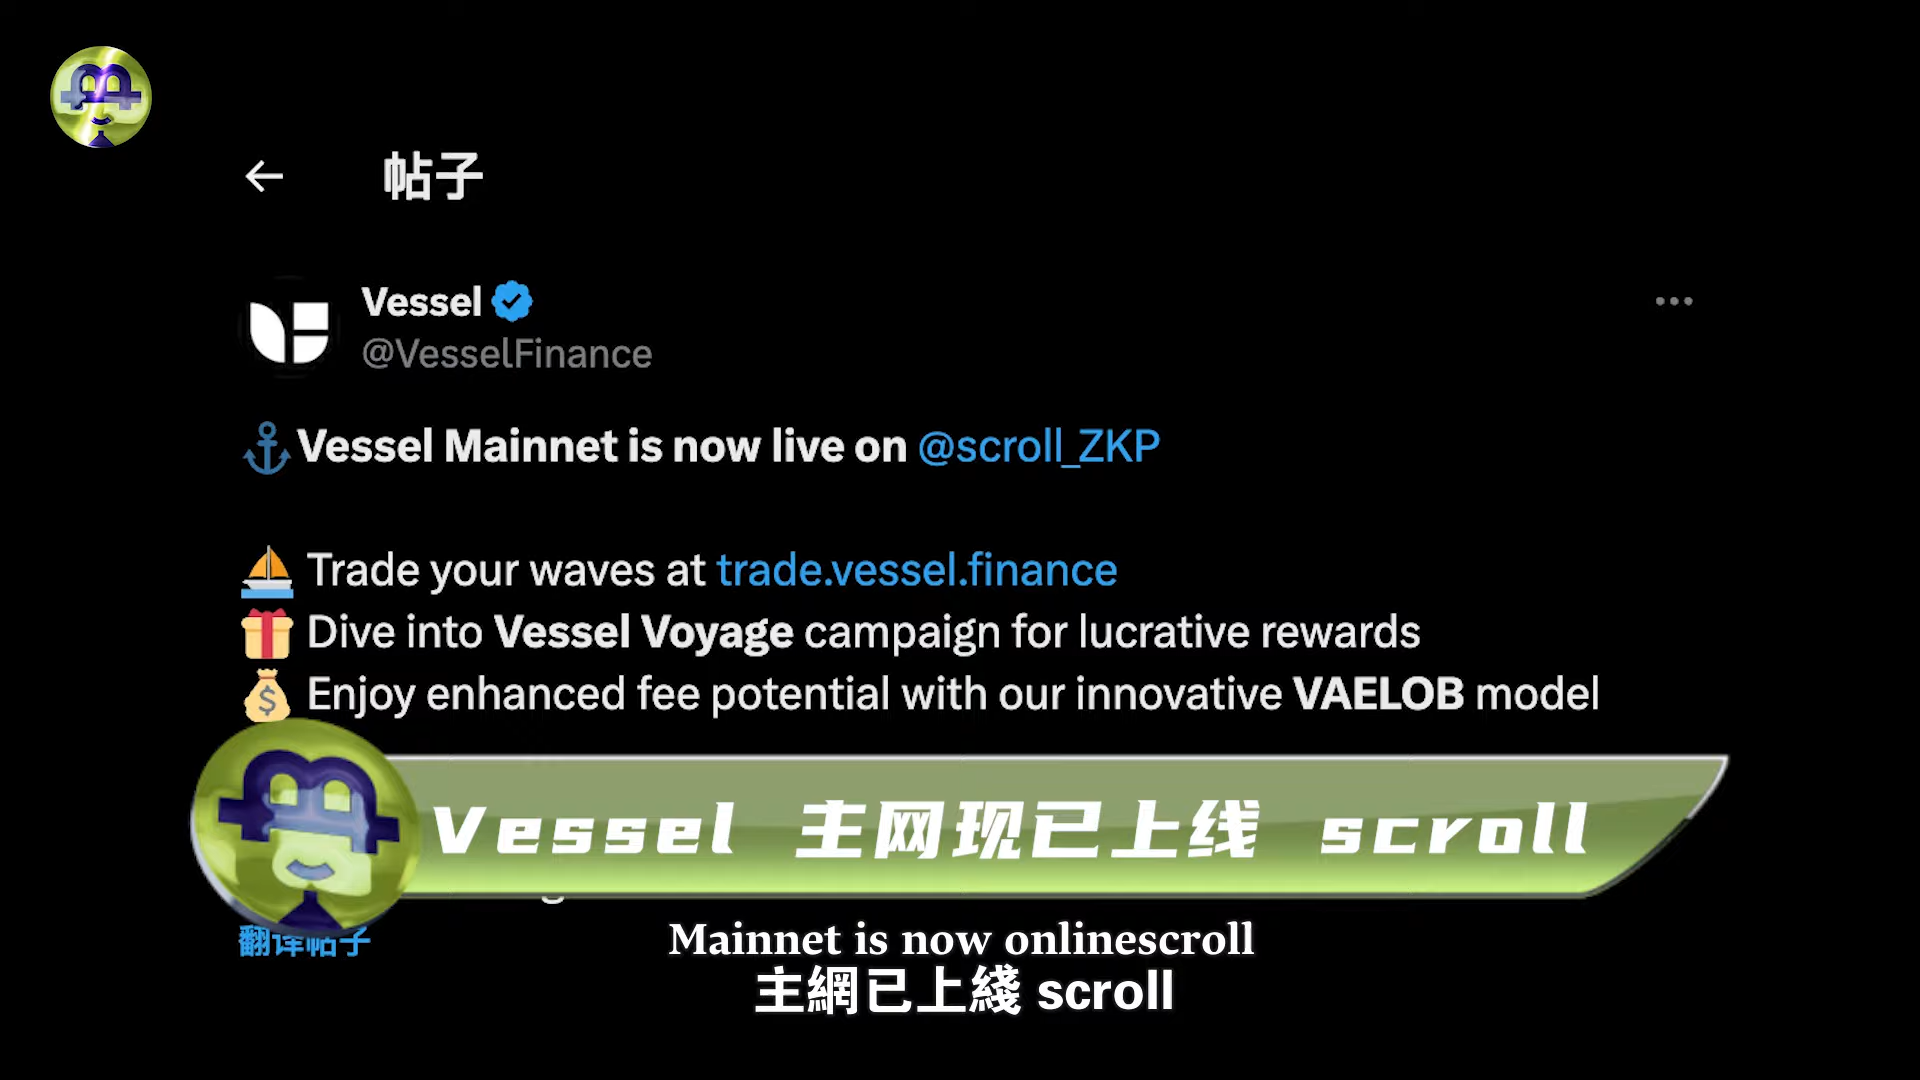 帖子
Vessel
@VesselFinance
Vessel Mainnet is now live on @scroll_ZKP
Trade your waves at trade.vessel.finance
Dive into Vessel Voyage campaign for lucrative rewards
Enjoy enhanced fee potential with our innovative VAELOB model
Vessel 主网现已上线 scroll
翻译帖子
Mainnet is now onlinescroll
主網已上綫 scroll